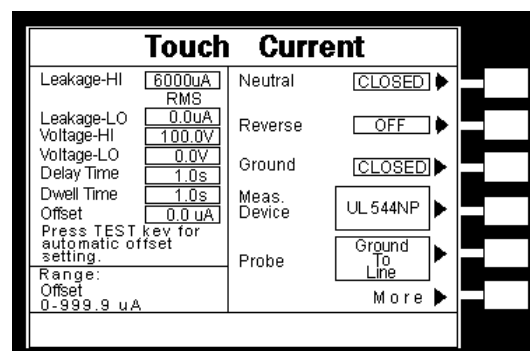 Touch Current
Leakage-HI 6000uA
RMS
Leakage-LO 0.0uA
Voltage-HI 100.0V
Voltage-LO 0.0V
Delay Time 1.0s
Dwell Time 1.0s
Offset 0.0 uA
Press TEST key for
automatic offset
setting.
Range:
Offset
0-999.9 uA
Neutral CLOSED
Reverse OFF
Ground CLOSED
Meas.
Device UL 544NP
Probe Ground
To
Line
More